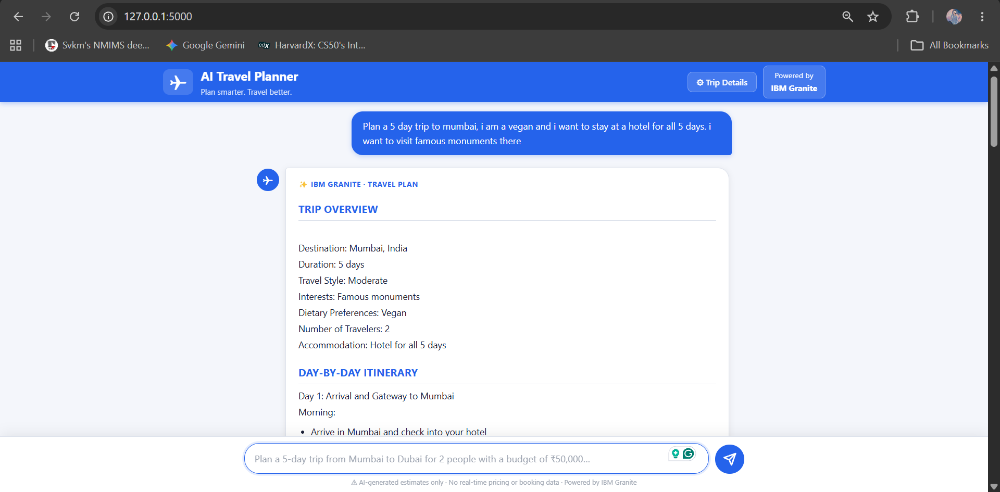 127.0.0.1:5000
Svkm's NMIMS dee...
Google Gemini
edX
HarvardX: CS50's Int...
All Bookmarks
AI Travel Planner
Plan smarter. Travel better.
⚙ Trip Details
Powered by
IBM Granite
Plan a 5 day trip to mumbai, i am a vegan and i want to stay at a hotel for all 5 days. i
want to visit famous monuments there
✨ IBM GRANITE · TRAVEL PLAN
TRIP OVERVIEW
Destination: Mumbai, India
Duration: 5 days
Travel Style: Moderate
Interests: Famous monuments
Dietary Preferences: Vegan
Number of Travelers: 2
Accommodation: Hotel for all 5 days
DAY-BY-DAY ITINERARY
Day 1: Arrival and Gateway to Mumbai
Morning:
• Arrive in Mumbai and check into your hotel
Plan a 5-day trip from Mumbai to Dubai for 2 people with a budget of ₹50,000...
⚠ AI-generated estimates only · No real-time pricing or booking data · Powered by IBM Granite